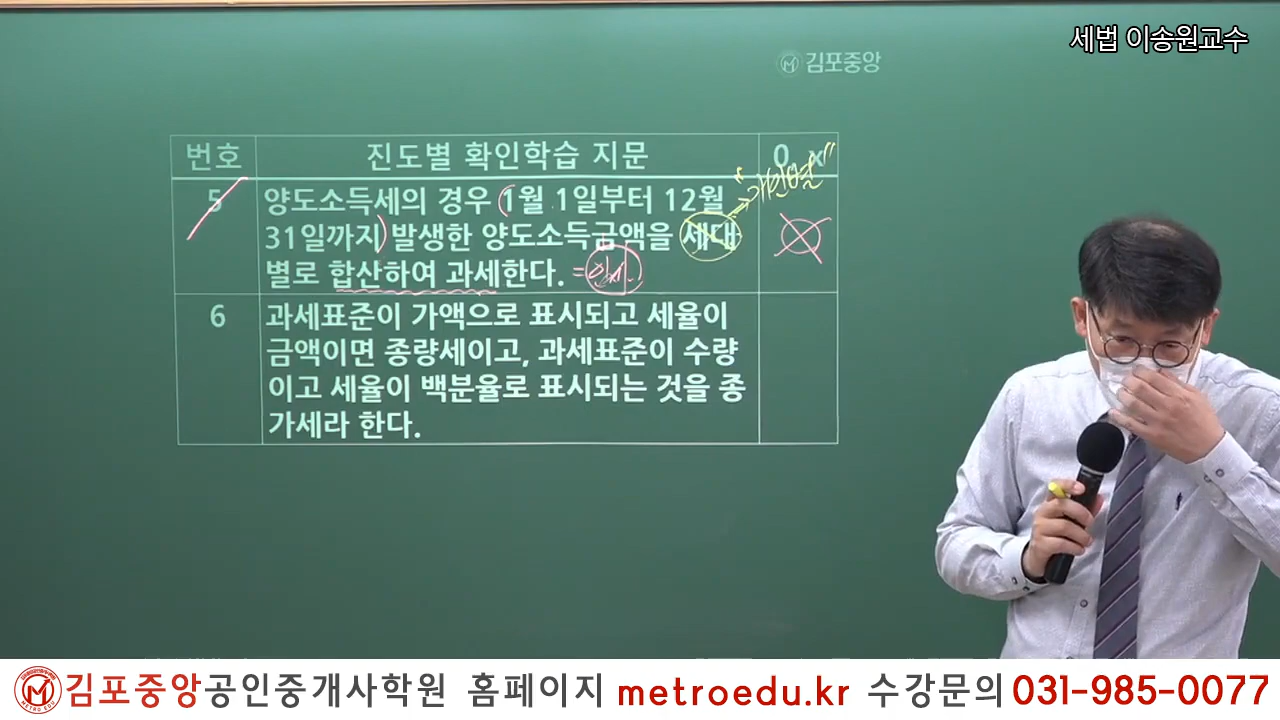 세법 이송원교수
김포중앙
번호 진도별 확인학습 지문 O x
"개인별"
5 양도소득세의 경우 1월 1일부터 12월
31일까지 발생한 양도소득금액을 세대
별로 합산하여 과세한다. =
6 과세표준이 가액으로 표시되고 세율이
금액이면 종량세이고, 과세표준이 수량
이고 세율이 백분율로 표시되는 것을 종
가세라 한다.
김포중앙공인중개사학원 홈페이지 metroedu.kr 수강문의 031-985-0077
METRO EDU